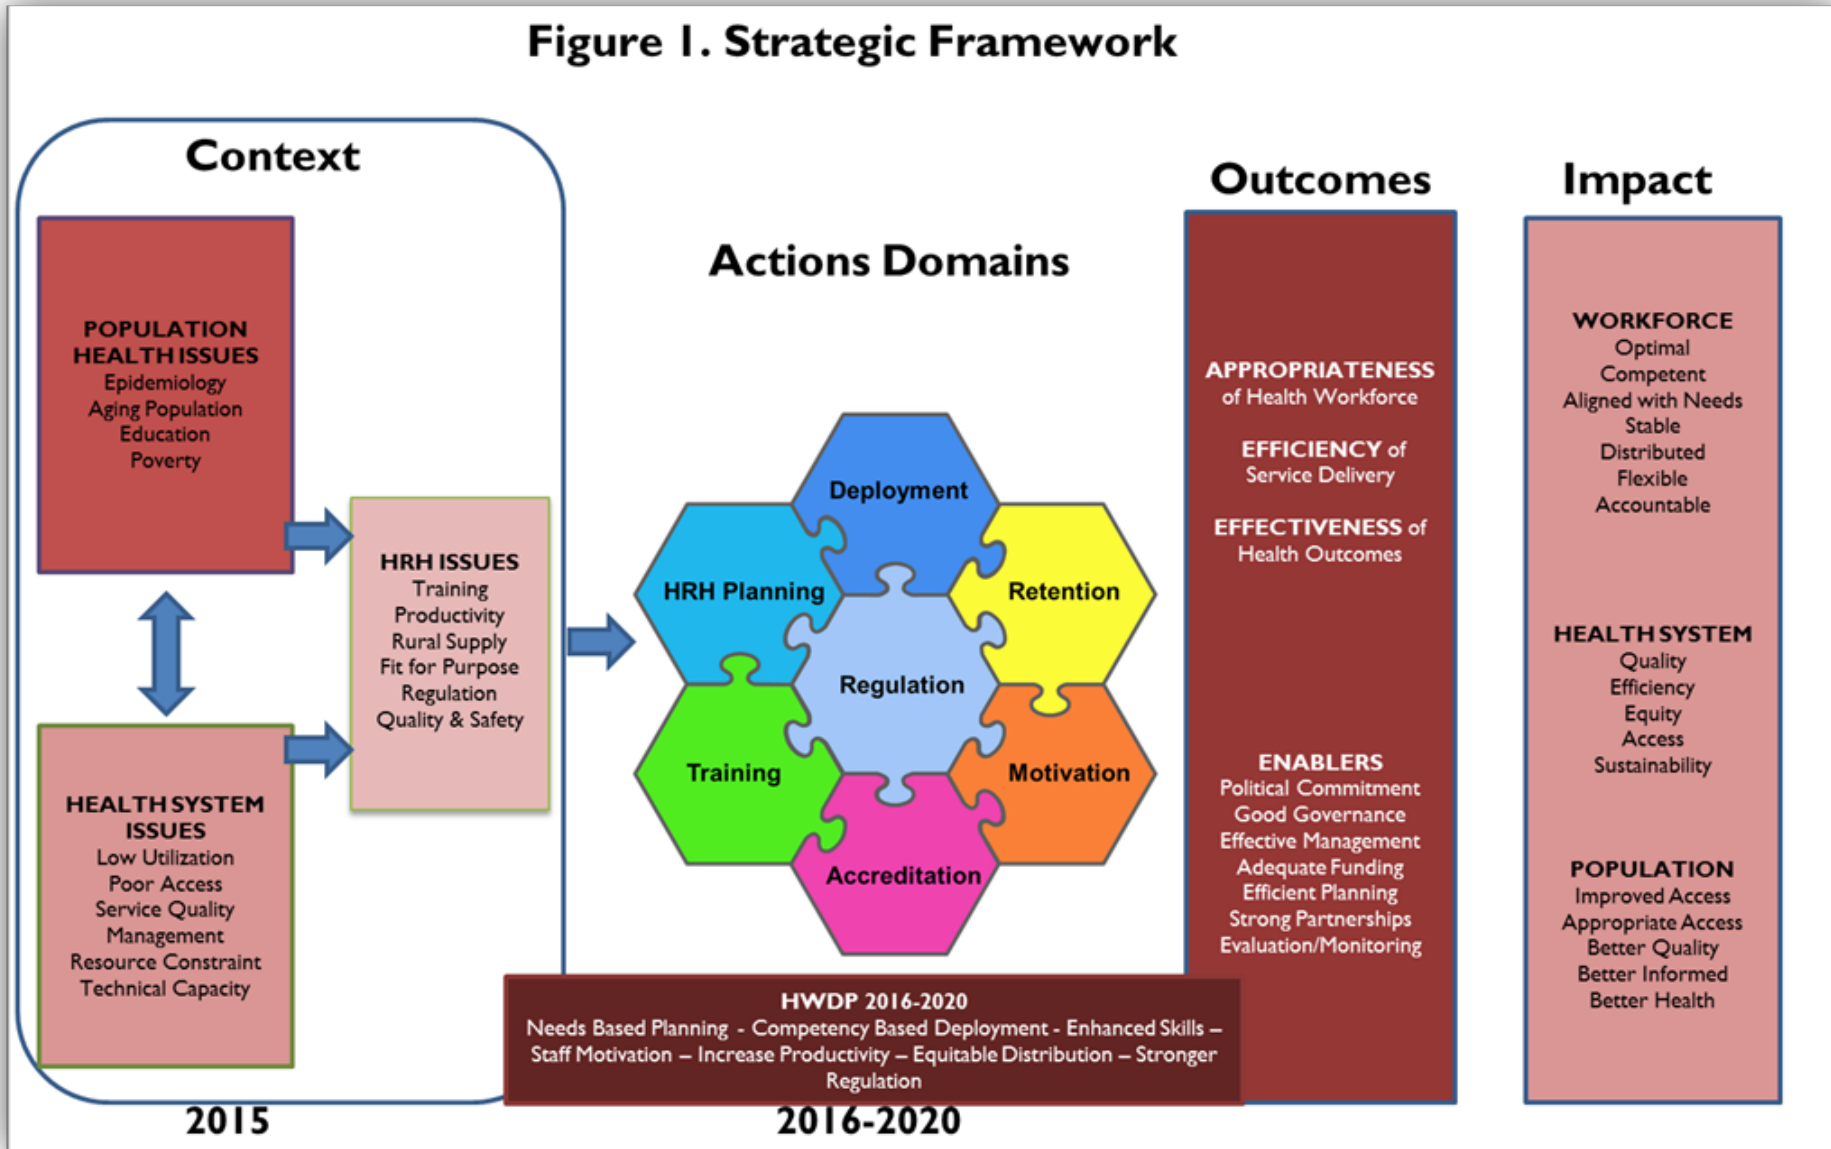 Figure 1. Strategic Framework
Context
POPULATION
HEALTH ISSUES
Epidemiology
Aging Population
Education
Poverty
HEALTH SYSTEM
ISSUES
Low Utilization
Poor Access
Service Quality
Management
Resource Constraint
Technical Capacity
HRH ISSUES
Training
Productivity
Rural Supply
Fit for Purpose
Regulation
Quality & Safety
2015
Actions Domains
Deployment
HRH Planning
Retention
Regulation
Training
Motivation
Accreditation
HWDP 2016-2020
Needs Based Planning - Competency Based Deployment - Enhanced Skills –
Staff Motivation – Increase Productivity – Equitable Distribution – Stronger
Regulation
2016-2020
Outcomes
APPROPRIATENESS
of Health Workforce
EFFICIENCY of
Service Delivery
EFFECTIVENESS of
Health Outcomes
ENABLERS
Political Commitment
Good Governance
Effective Management
Adequate Funding
Efficient Planning
Strong Partnerships
Evaluation/Monitoring
Impact
WORKFORCE
Optimal
Competent
Aligned with Needs
Stable
Distributed
Flexible
Accountable
HEALTH SYSTEM
Quality
Efficiency
Equity
Access
Sustainability
POPULATION
Improved Access
Appropriate Access
Better Quality
Better Informed
Better Health